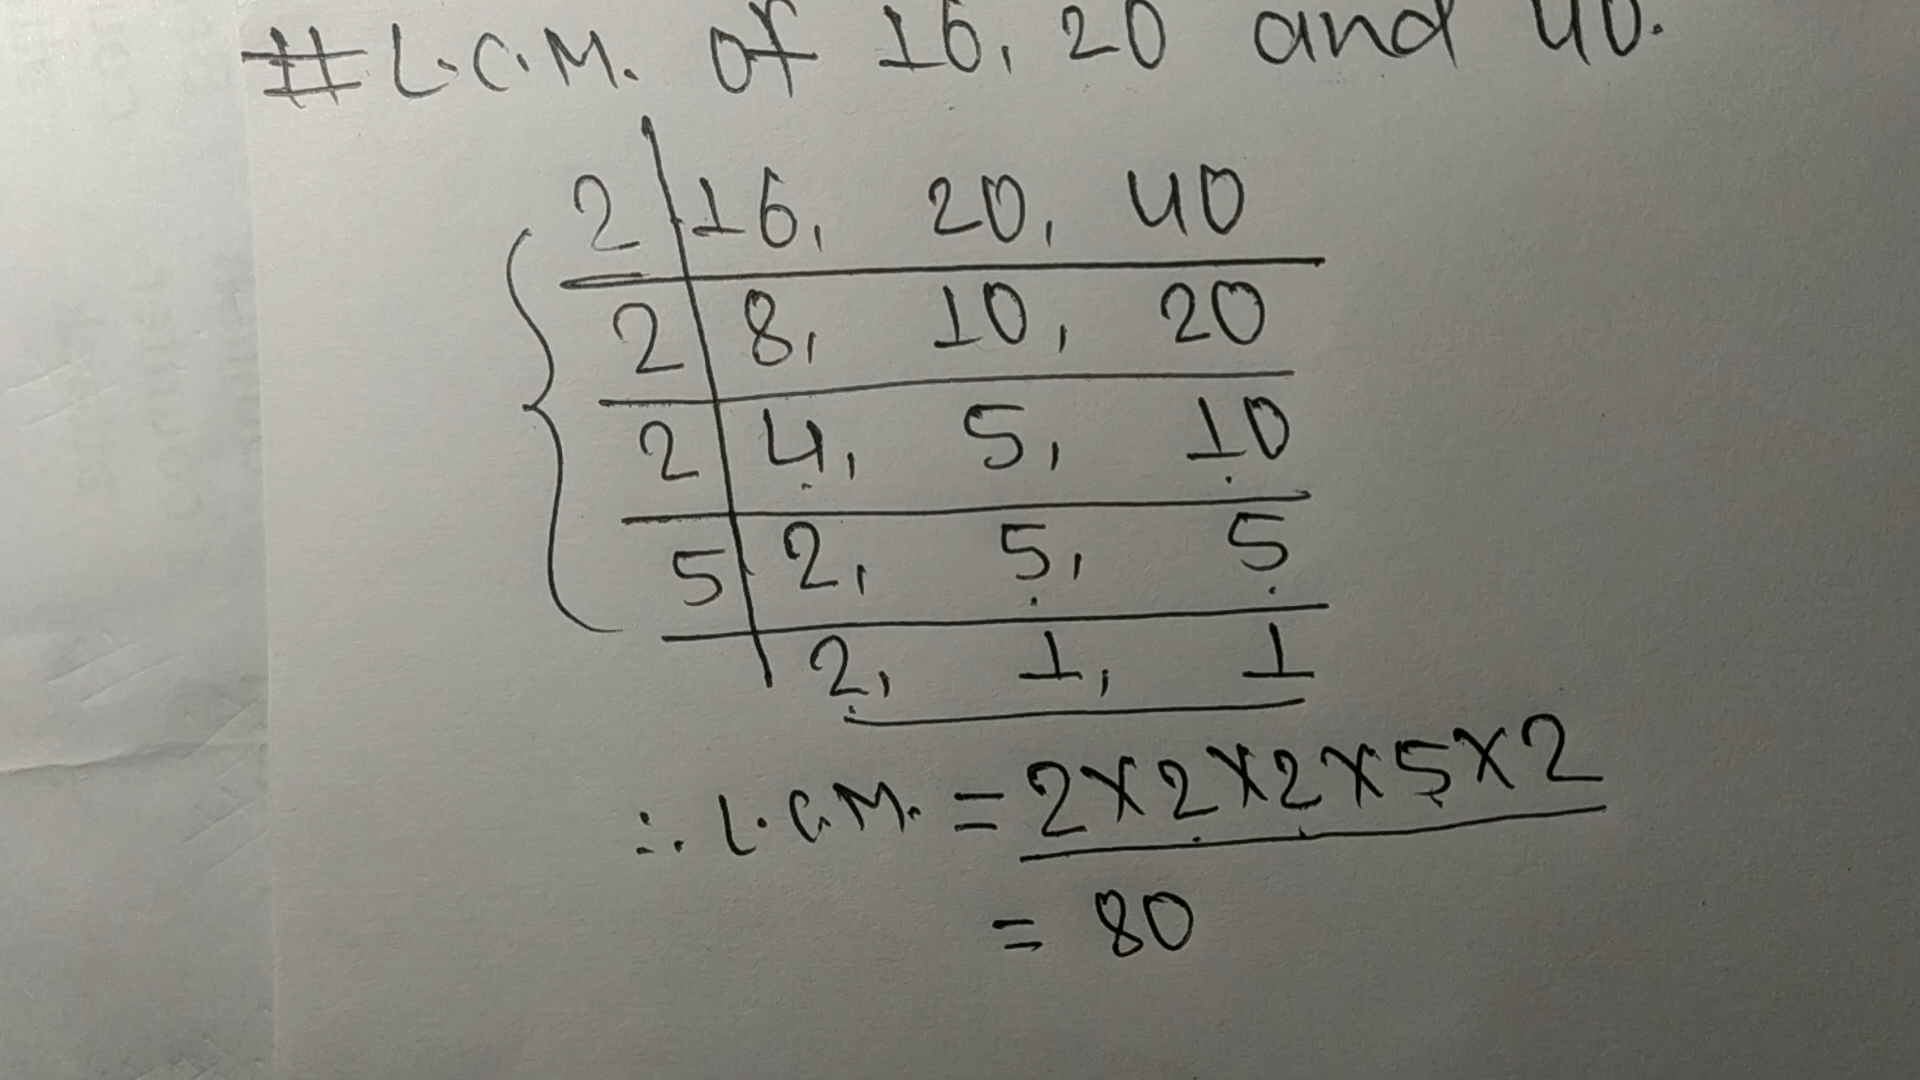 # L.C.M. of 16, 20 and 40.
2 | 16, 20, 40
2 | 8, 10, 20
2 | 4, 5, 10
5 | 2, 5, 5
2, 1, 1
∴ L.C.M. = 2×2×2×5×2
= 80